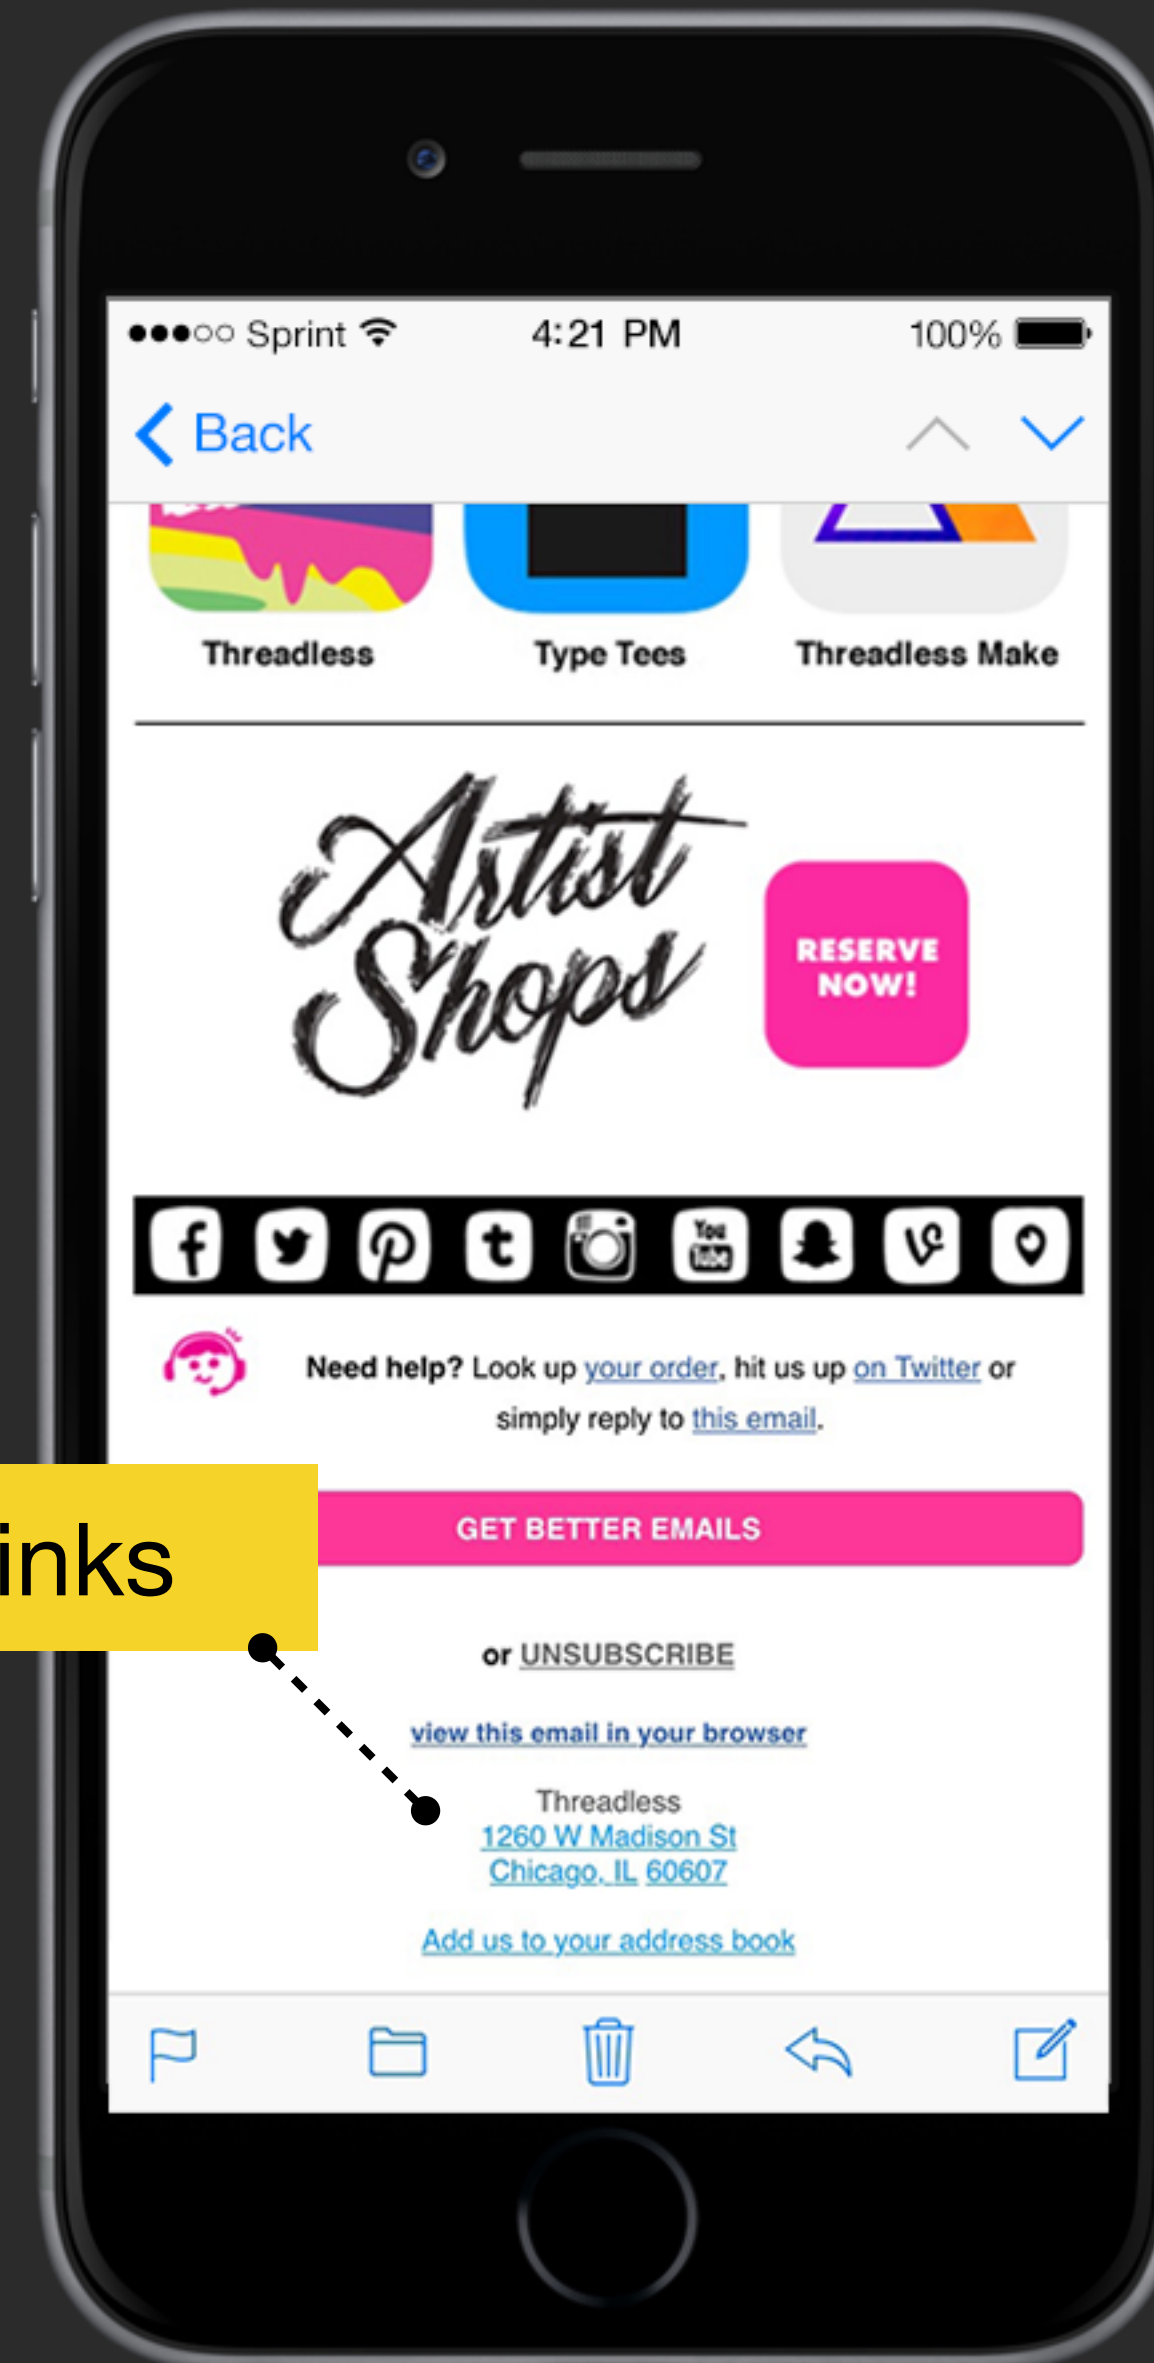 Sprint 4:21 PM 100%
Back
Threadless Type Tees Threadless Make
Artist
Shops
RESERVE
NOW!
You
Tube
Need help? Look up your order, hit us up on Twitter or
simply reply to this email.
inks
GET BETTER EMAILS
or UNSUBSCRIBE
view this email in your browser
Threadless
1260 W Madison St
Chicago, IL 60607
Add us to your address book